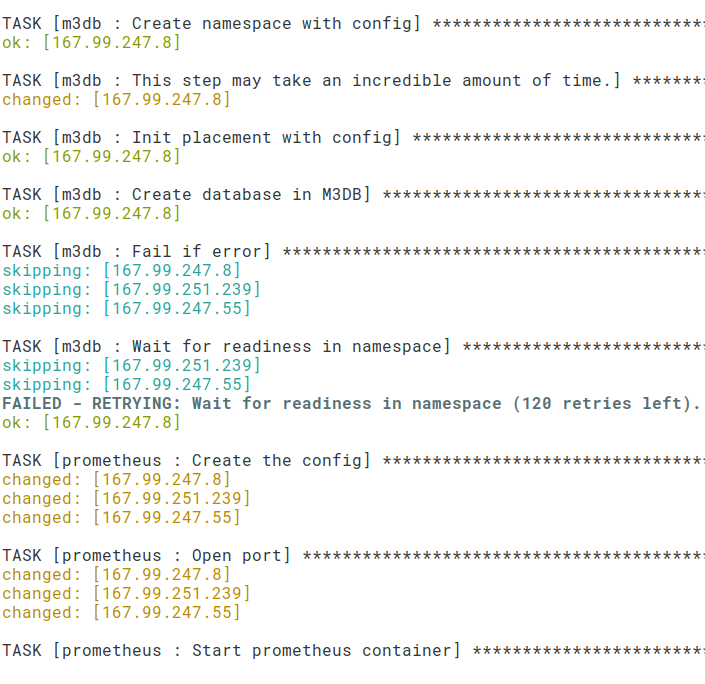 TASK [m3db : Create namespace with config] ****************************
ok: [167.99.247.8]
TASK [m3db : This step may take an incredible amount of time.] ********
changed: [167.99.247.8]
TASK [m3db : Init placement with config] ******************************
ok: [167.99.247.8]
TASK [m3db : Create database in M3DB] *********************************
ok: [167.99.247.8]
TASK [m3db : Fail if error] *******************************************
skipping: [167.99.247.8]
skipping: [167.99.251.239]
skipping: [167.99.247.55]
TASK [m3db : Wait for readiness in namespace] *************************
skipping: [167.99.251.239]
skipping: [167.99.247.55]
FAILED - RETRYING: Wait for readiness in namespace (120 retries left).
ok: [167.99.247.8]
TASK [prometheus : Create the config] *********************************
changed: [167.99.247.8]
changed: [167.99.251.239]
changed: [167.99.247.55]
TASK [prometheus : Open port] *****************************************
changed: [167.99.247.8]
changed: [167.99.251.239]
changed: [167.99.247.55]
TASK [prometheus : Start prometheus container] ************************